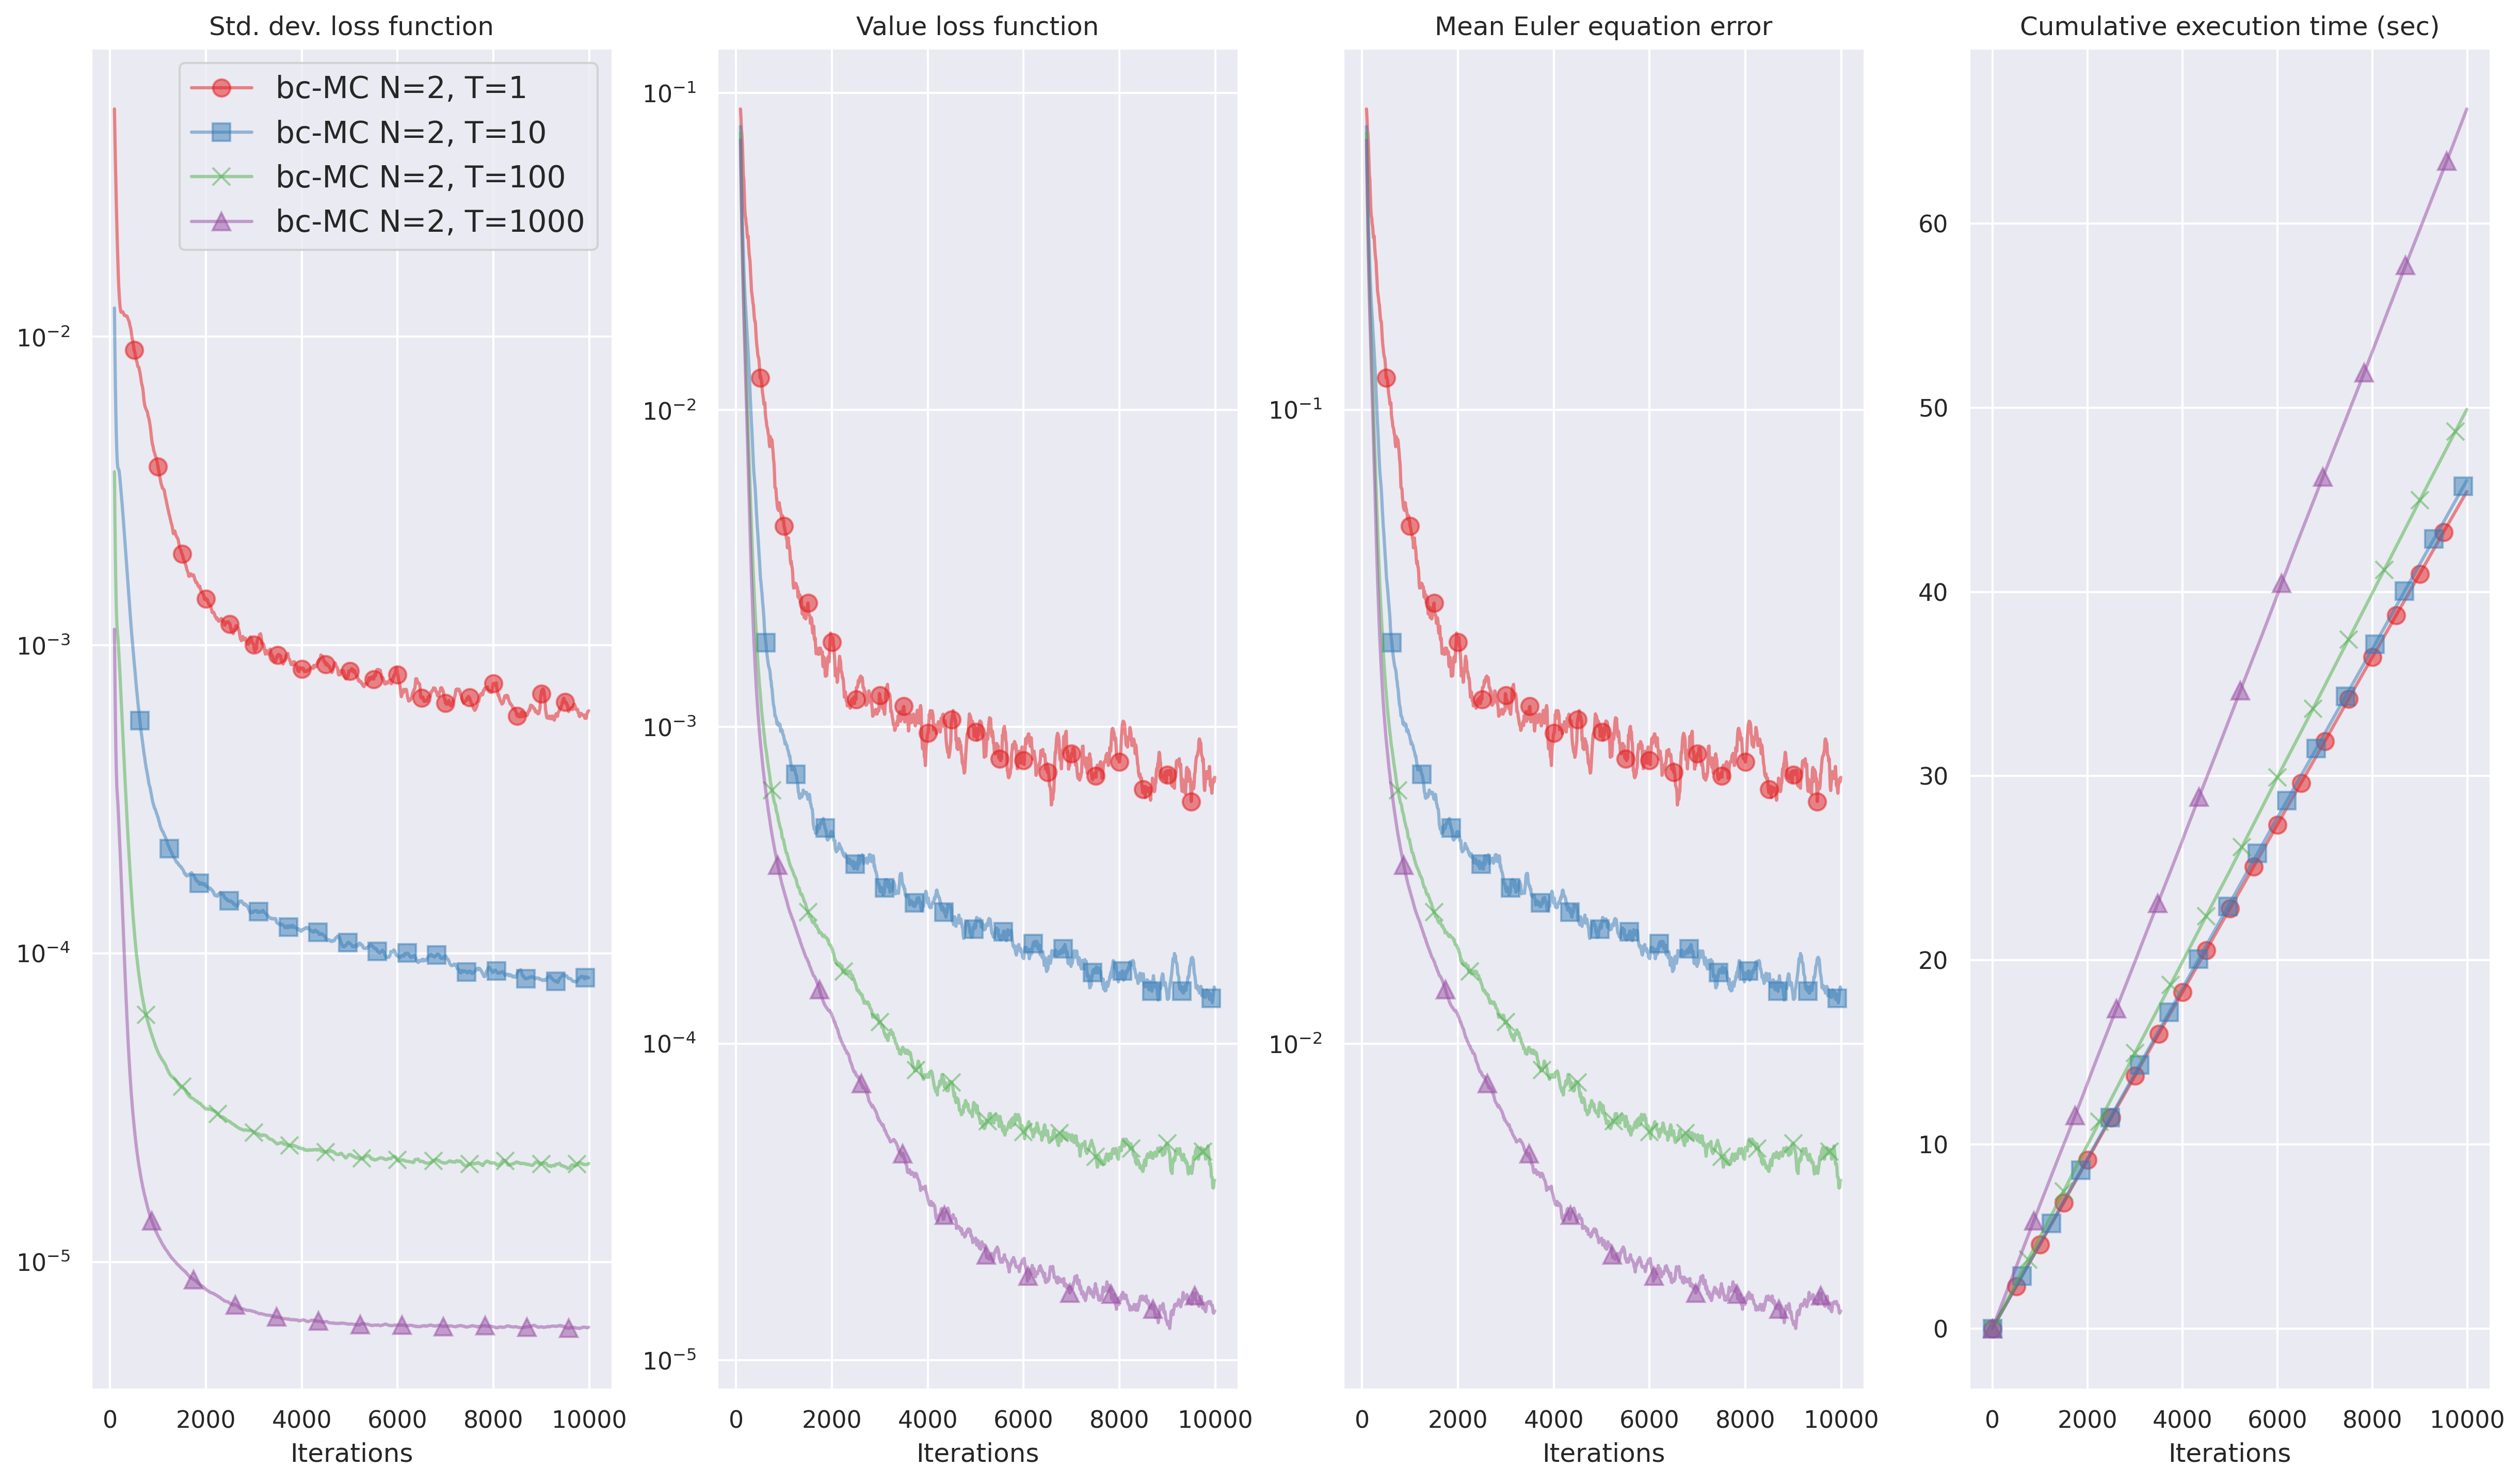 Std. dev. loss function
bc-MC N=2, T=1
bc-MC N=2, T=10
bc-MC N=2, T=100
bc-MC N=2, T=1000
10⁻²
10⁻³
10⁻⁴
10⁻⁵
0 2000 4000 6000 8000 10000
Iterations
Value loss function
10⁻¹
10⁻²
10⁻³
10⁻⁴
10⁻⁵
0 2000 4000 6000 8000 10000
Iterations
Mean Euler equation error
10⁻¹
10⁻²
0 2000 4000 6000 8000 10000
Iterations
Cumulative execution time (sec)
60
50
40
30
20
10
0
0 2000 4000 6000 8000 10000
Iterations